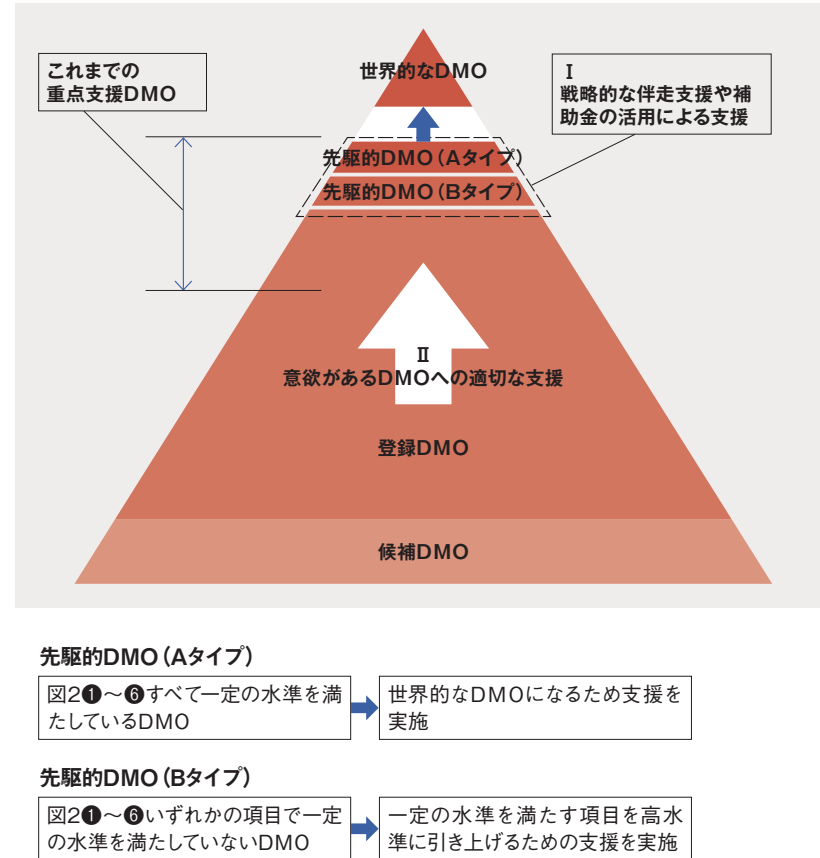 これまでの
重点支援DMO
世界的なDMO
Ⅰ
戦略的な伴走支援や補
助金の活用による支援
先駆的DMO（Aタイプ）
先駆的DMO（Bタイプ）
Ⅱ
意欲があるDMOへの適切な支援
登録DMO
候補DMO
先駆的DMO（Aタイプ）
図2❶〜❻すべて一定の水準を満
たしているDMO
世界的なDMOになるため支援を
実施
先駆的DMO（Bタイプ）
図2❶〜❻いずれかの項目で一定
の水準を満たしていないDMO
一定の水準を満たす項目を高水
準に引き上げるための支援を実施